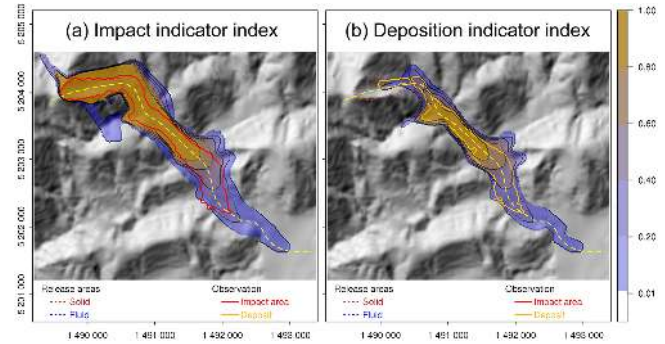 (a) Impact indicator index
(b) Deposition indicator index
1.00
0.80
0.60
0.40
0.20
0.01
5 205 000
5 204 000
5 203 000
5 202 000
5 201 000
Release areas
Observation
Solid
Impact area
Fluid
Deposit
Release areas
Observation
Solid
Impact area
Fluid
Deposit
1 490 000
1 491 000
1 492 000
1 493 000
1 490 000
1 491 000
1 492 000
1 493 000